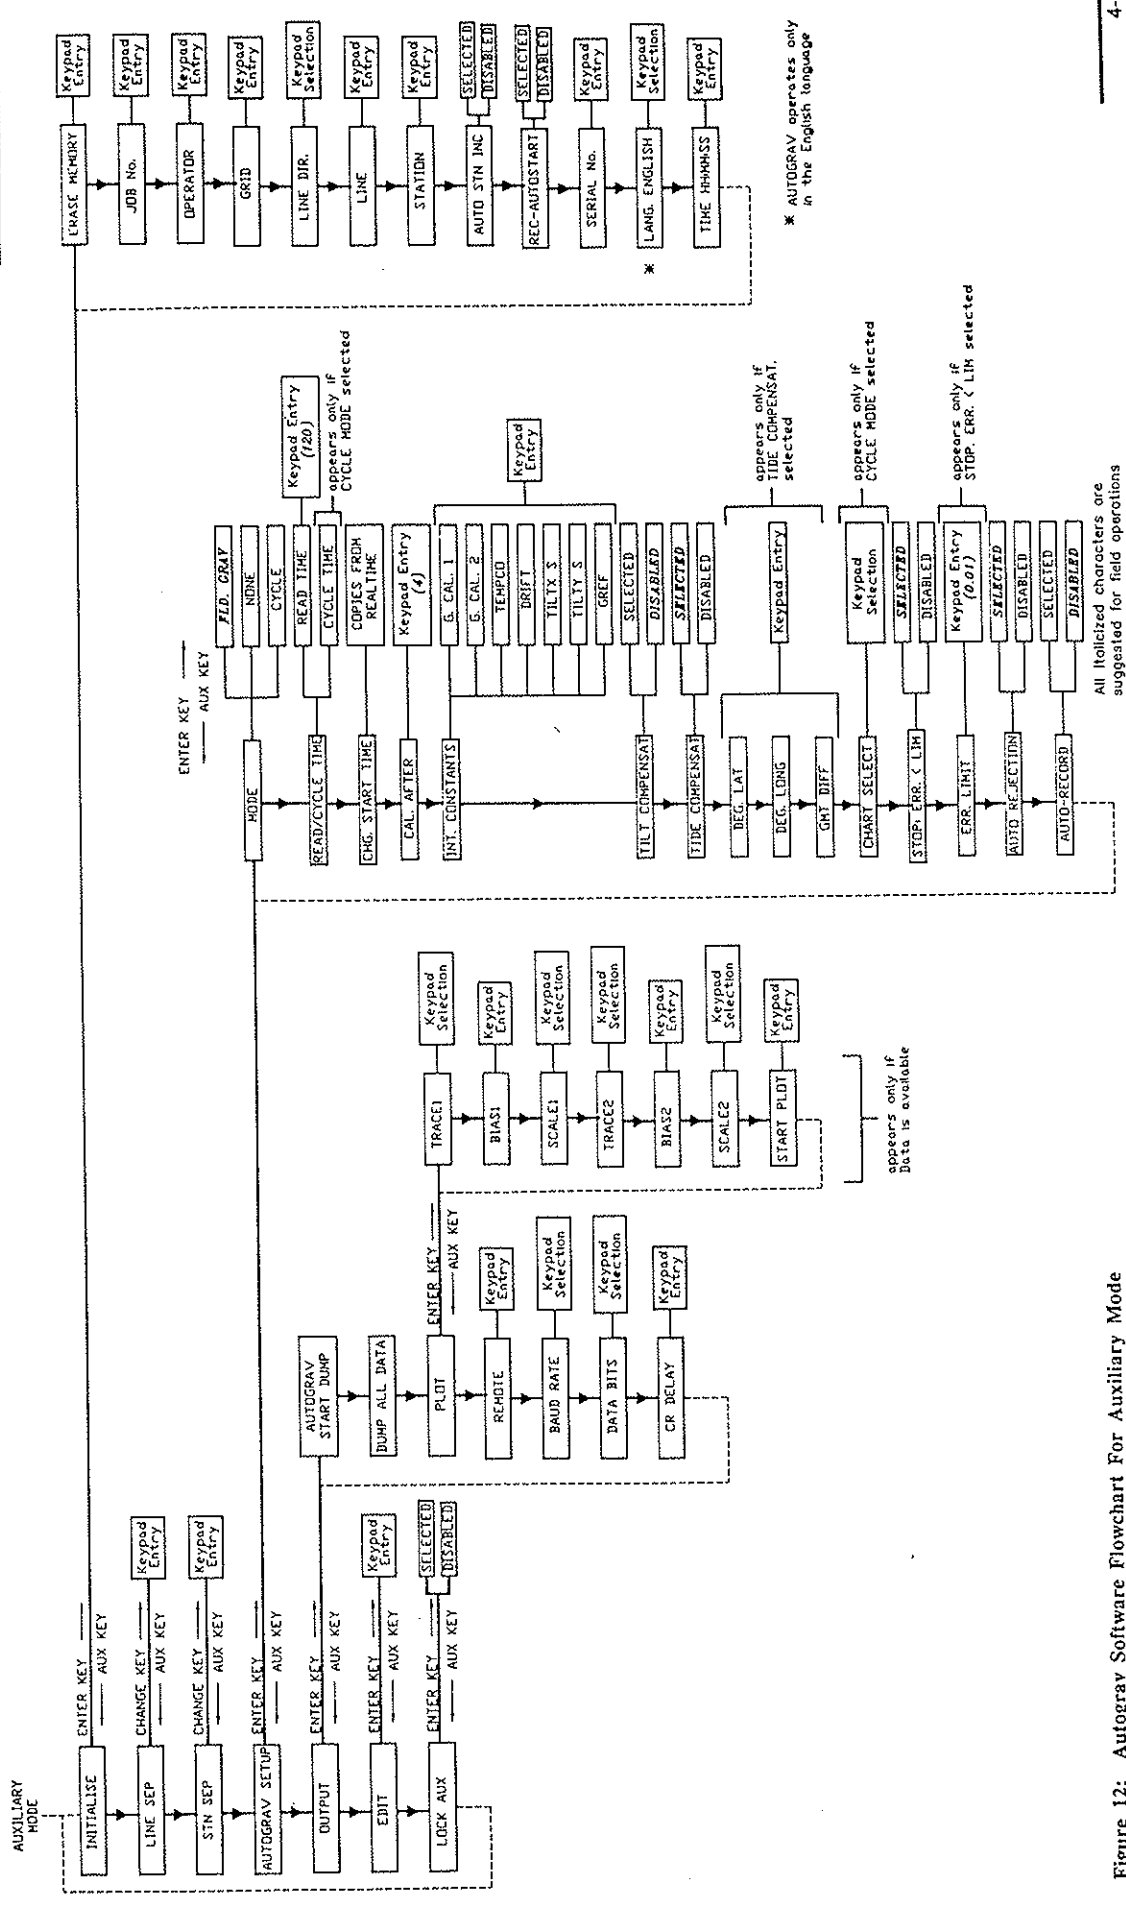 AUXILIARY
MODE
INITIALISE
ENTER KEY
AUX KEY
LINE SEP
CHANGE KEY
AUX KEY
Keypad
Entry
STN SEP
CHANGE KEY
AUX KEY
Keypad
Entry
AUTOGRAV SETUP
ENTER KEY
AUX KEY
OUTPUT
ENTER KEY
AUX KEY
EDIT
ENTER KEY
AUX KEY
Keypad
Entry
LOCK AUX
ENTER KEY
AUX KEY
SELECTED
DISABLED
AUTOGRAV
START DUMP
DUMP ALL DATA
PLOT
ENTER KEY
AUX KEY
REMOTE
Keypad
Entry
BAUD RATE
Keypad
Selection
DATA BITS
Keypad
Selection
CR DELAY
Keypad
Entry
TRACE1
Keypad
Selection
BIAS1
Keypad
Entry
SCALE1
Keypad
Selection
TRACE2
Keypad
Selection
BIAS2
Keypad
Entry
SCALE2
Keypad
Selection
START PLOT
Keypad
Entry
appears only if
Data is available
ENTER KEY
AUX KEY
MODE
FLD. GRAV
NONE
CYCLE
READ/CYCLE TIME
READ TIME
Keypad Entry
(120)
CYCLE TIME
appears only if
CYCLE MODE selected
CHG. START TIME
COPIES FROM
REALTIME
CAL. AFTER
Keypad Entry
(4)
INT. CONSTANTS
G. CAL. 1
G. CAL. 2
TEMPCO
DRIFT
TILTX S
TILTY S
GREF
Keypad
Entry
TILT COMPENSAT
SELECTED
DISABLED
TIDE COMPENSAT
SELECTED
DISABLED
DEG. LAT
DEG. LONG
GMT DIFF
Keypad Entry
appears only if
TIDE COMPENSAT.
selected
CHART SELECT
Keypad
Selection
appears only if
CYCLE MODE selected
STOP: ERR. < LIM
SELECTED
DISABLED
ERR. LIMIT
Keypad Entry
(0.01)
appears only if
STOP. ERR. < LIM selected
AUTO REJECTION
SELECTED
DISABLED
AUTO-RECORD
SELECTED
DISABLED
All Italicized characters are
suggested for field operations
ERASE MEMORY
Keypad
Entry
JOB No.
Keypad
Entry
OPERATOR
Keypad
Entry
GRID
Keypad
Entry
LINE DIR.
Keypad
Selection
LINE
Keypad
Entry
STATION
Keypad
Entry
AUTO STN INC
SELECTED
DISABLED
REC-AUTOSTART
SELECTED
DISABLED
SERIAL No.
Keypad
Entry
* LANG. ENGLISH
Keypad
Selection
TIME HHMMSS
Keypad
Entry
* AUTOGRAV operates only
in the English language
Figure 12: Autograv Software Flowchart For Auxiliary Mode
4-